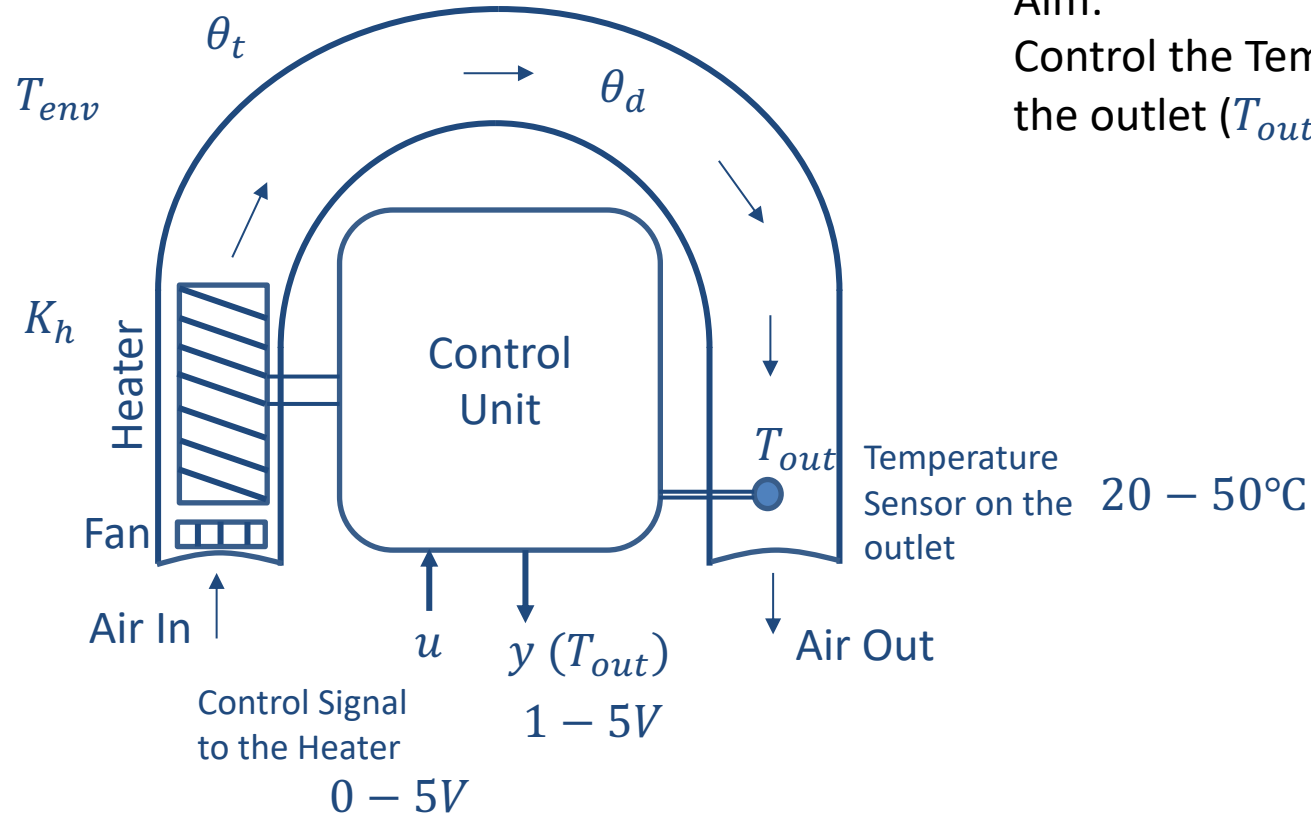 Aim:
Control the Tem
the outlet (T_out
θ_t
T_env
θ_d
K_h
Heater
Control
Unit
T_out
Temperature
Sensor on the
outlet
20 − 50°C
Fan
Air In
u
y (T_out)
Air Out
Control Signal
to the Heater
1 − 5V
0 − 5V